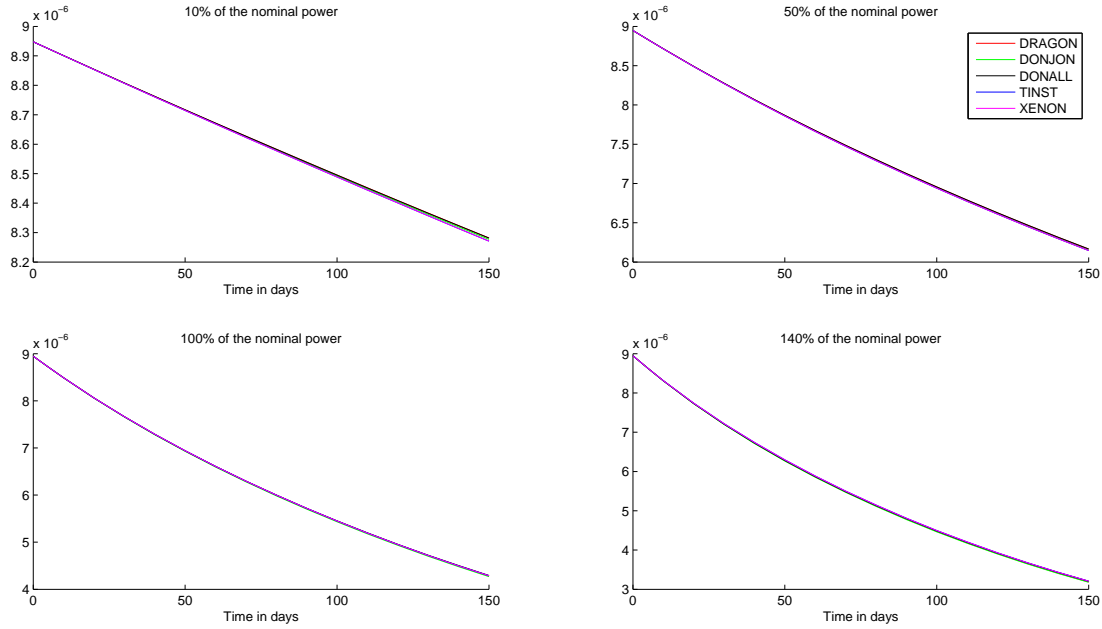 10% of the nominal power
x 10⁻⁶
9
8.9
8.8
8.7
8.6
8.5
8.4
8.3
8.2
0 50 100 150
Time in days
50% of the nominal power
x 10⁻⁶
9
8.5
8
7.5
7
6.5
6
0 50 100 150
Time in days
DRAGON
DONJON
DONALL
TINST
XENON
100% of the nominal power
x 10⁻⁶
9
8
7
6
5
4
0 50 100 150
Time in days
140% of the nominal power
x 10⁻⁶
9
8
7
6
5
4
3
0 50 100 150
Time in days